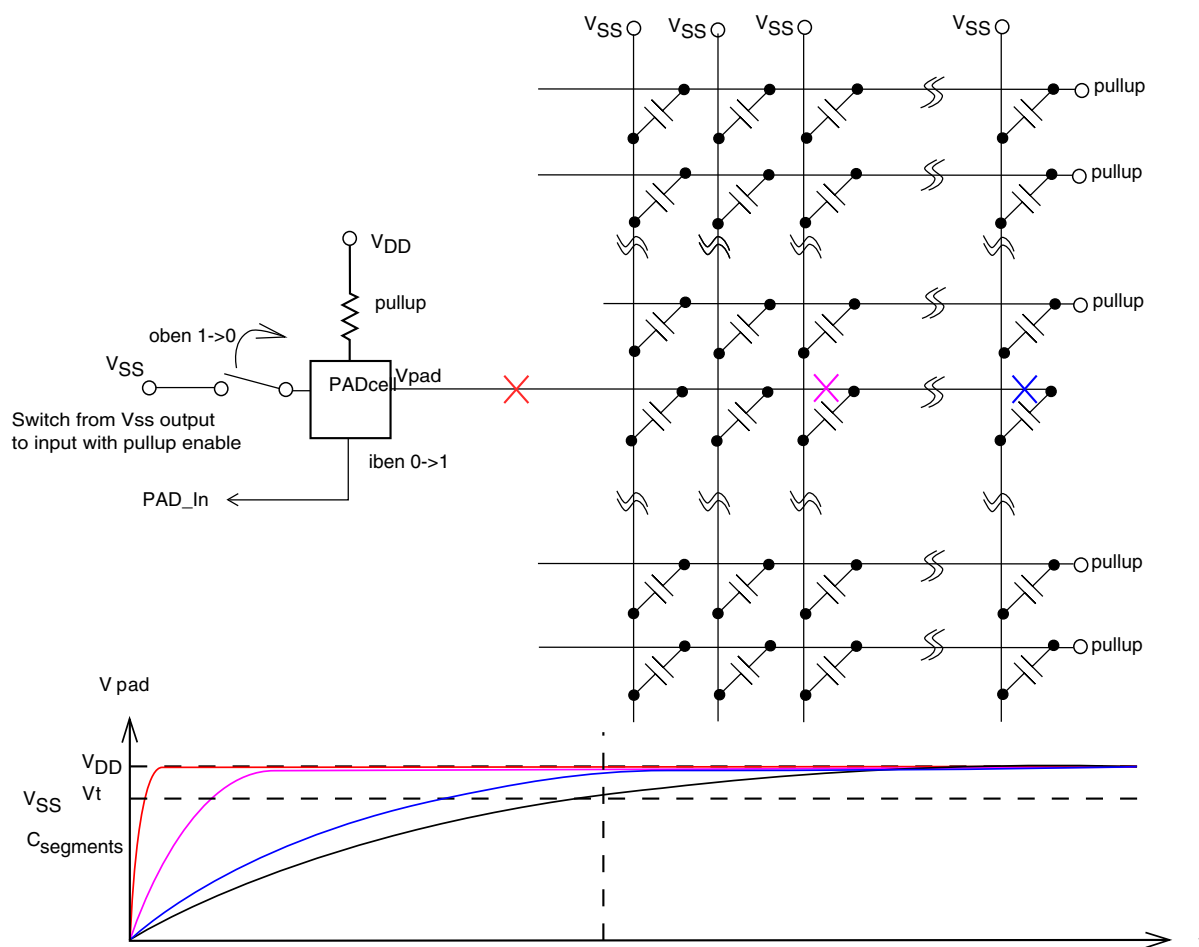 VSS VSS VSS VSS
pullup
pullup
VDD
pullup
pullup
oben 1->0
VSS
PADcell Vpad
Switch from Vss output
to input with pullup enable
iben 0->1
PAD_In
pullup
pullup
V pad
VDD
Vt
VSS
Csegments